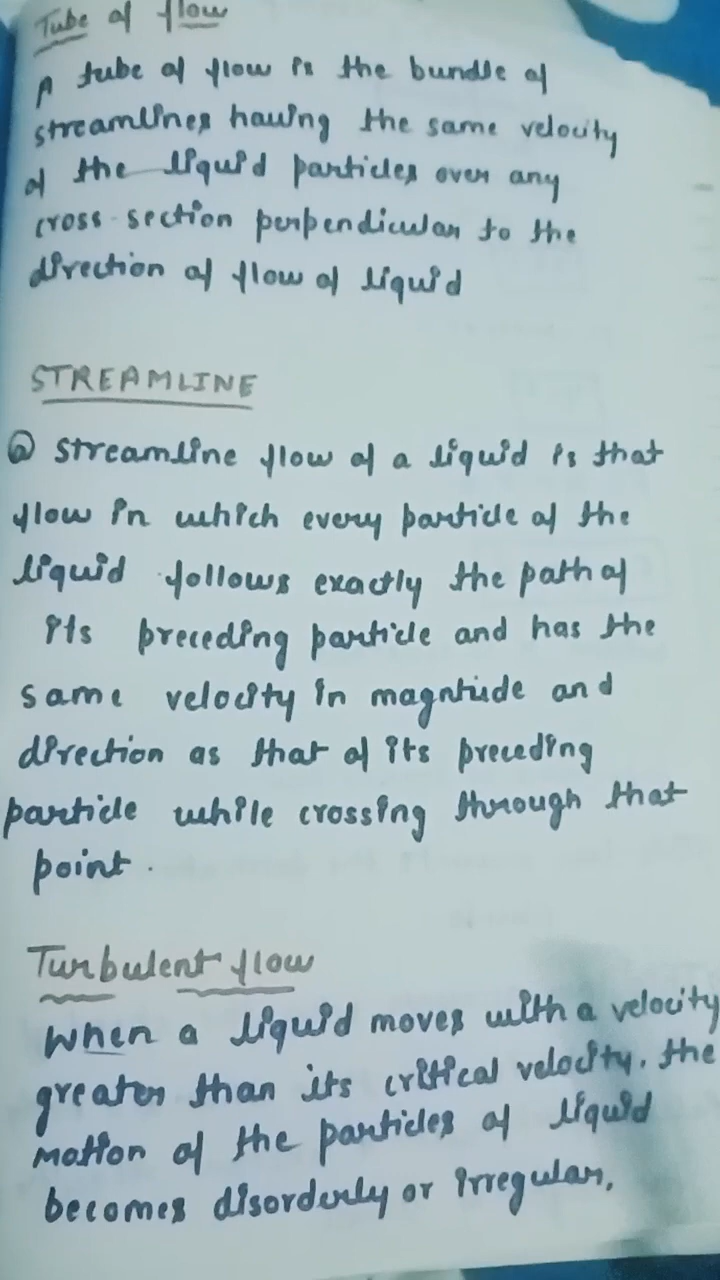 Tube of flow
A tube of flow is the bundle of
streamlines having the same velocity
of the liquid particles over any
cross-section perpendicular to the
direction of flow of liquid
STREAMLINE
@ streamline flow of a liquid is that
flow in which every particle of the
liquid follows exactly the path of
its preceding particle and has the
same velocity in magntiude and
direction as that of its preceding
particle while crossing through that
point.
Turbulent flow
When a liquid moves with a velocity
greater than its critical velocity, the
motion of the particles of liquid
becomes disorderly or irregular.